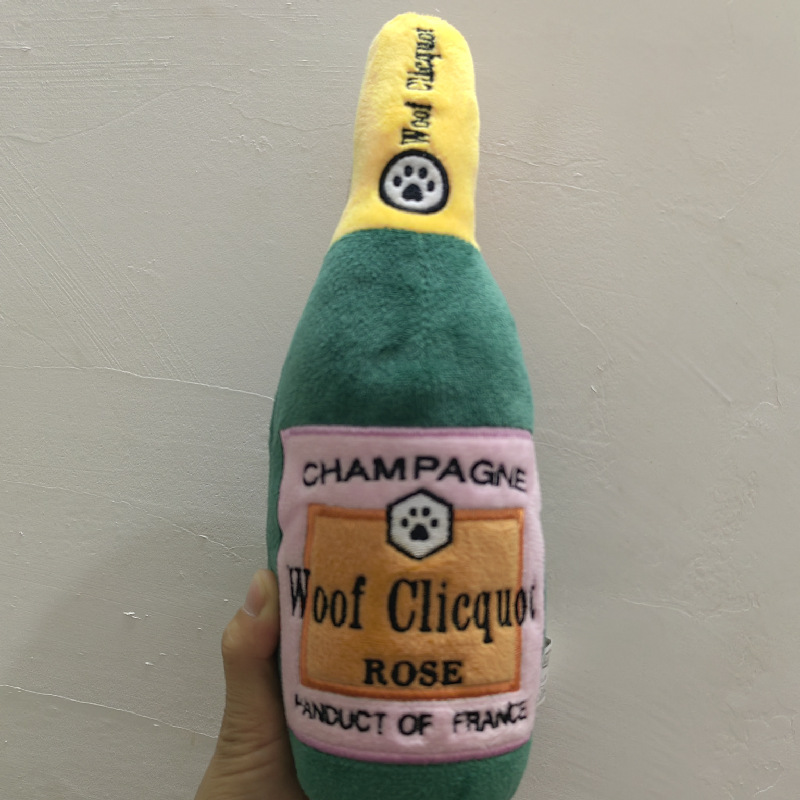 Woof Clicquot
CHAMPAGNE
Woof Clicquot
ROSE
PANDUCT OF FRANCE